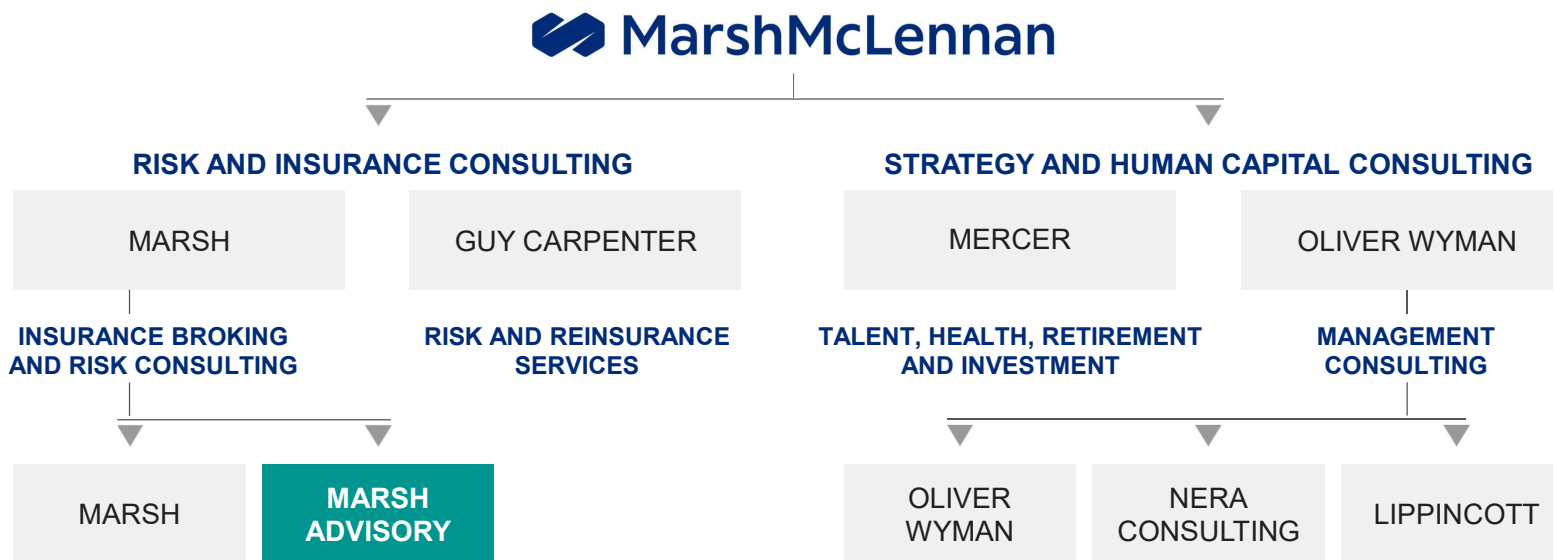 MarshMcLennan
RISK AND INSURANCE CONSULTING
STRATEGY AND HUMAN CAPITAL CONSULTING
MARSH
GUY CARPENTER
MERCER
OLIVER WYMAN
INSURANCE BROKING
AND RISK CONSULTING
RISK AND REINSURANCE
SERVICES
TALENT, HEALTH, RETIREMENT
AND INVESTMENT
MANAGEMENT
CONSULTING
MARSH
MARSH
ADVISORY
OLIVER
WYMAN
NERA
CONSULTING
LIPPINCOTT